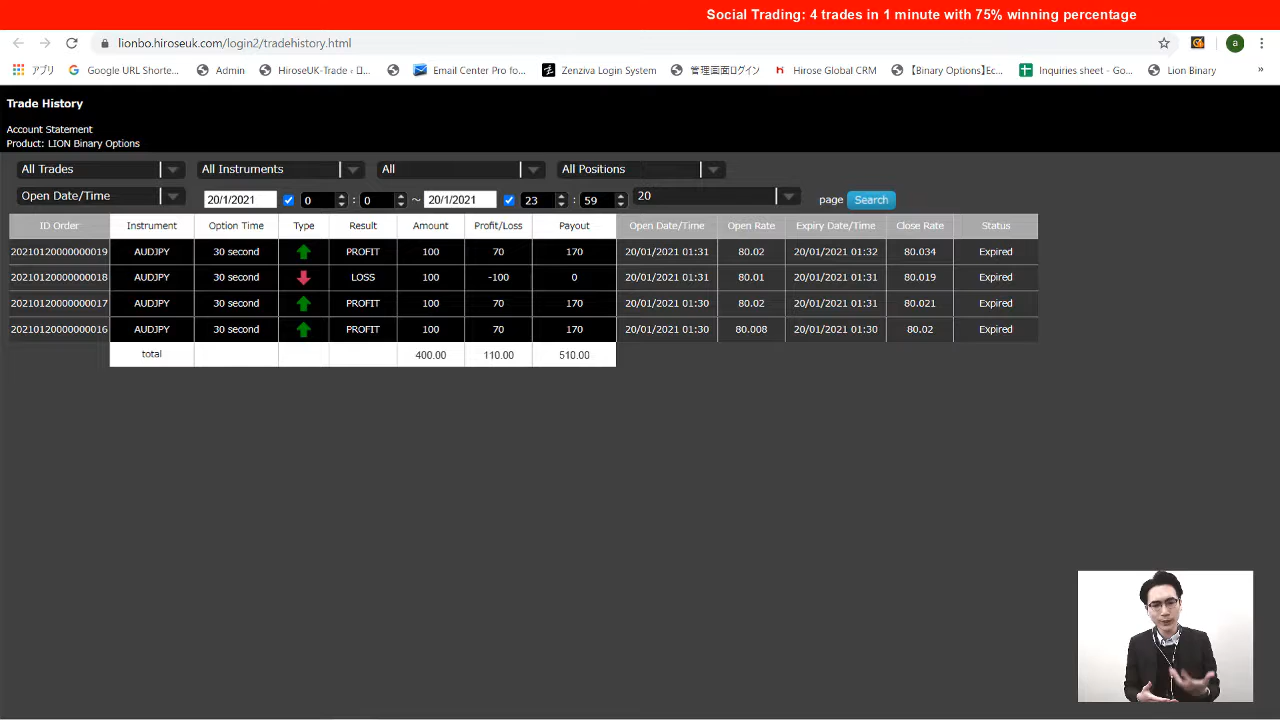 Social Trading: 4 trades in 1 minute with 75% winning percentage
lionbo.hiroseuk.com/login2/tradehistory.html
a
アプリ Google URL Shorte... Admin HiroseUK-Trade ‹ ロ... Email Center Pro fo... Zenziva Login System 管理画面ログイン Hirose Global CRM 【Binary Options】Ec... Inquiries sheet - Go... Lion Binary »
Trade History
Account Statement
Product: LION Binary Options
All Trades All Instruments All All Positions
Open Date/Time 20/1/2021 0 : 0 ~ 20/1/2021 23 : 59 20 page Search
ID Order Instrument Option Time Type Result Amount Profit/Loss Payout Open Date/Time Open Rate Expiry Date/Time Close Rate Status
20210120000000019 AUDJPY 30 second PROFIT 100 70 170 20/01/2021 01:31 80.02 20/01/2021 01:32 80.034 Expired
20210120000000018 AUDJPY 30 second LOSS 100 -100 0 20/01/2021 01:31 80.01 20/01/2021 01:31 80.019 Expired
20210120000000017 AUDJPY 30 second PROFIT 100 70 170 20/01/2021 01:30 80.02 20/01/2021 01:31 80.021 Expired
20210120000000016 AUDJPY 30 second PROFIT 100 70 170 20/01/2021 01:30 80.008 20/01/2021 01:30 80.02 Expired
total 400.00 110.00 510.00